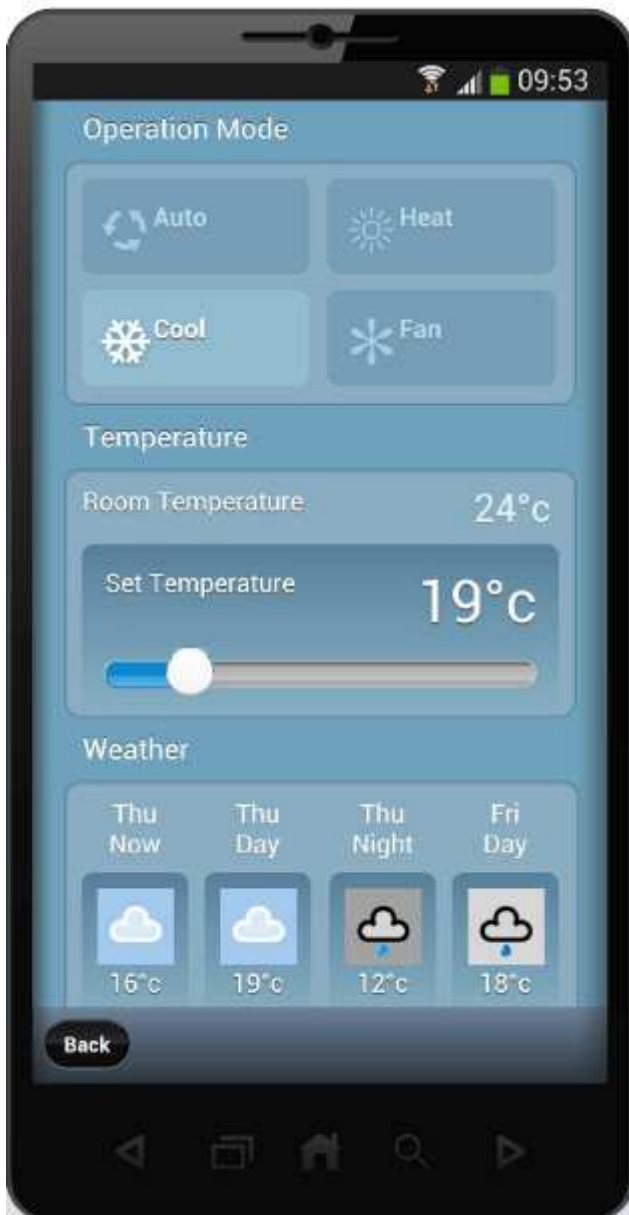 09:53
Operation Mode
Auto
Heat
Cool
Fan
Temperature
Room Temperature
24°c
Set Temperature
19°c
Weather
Thu Thu Thu Fri
Now Day Night Day
16°c 19°c 12°c 18°c
Back